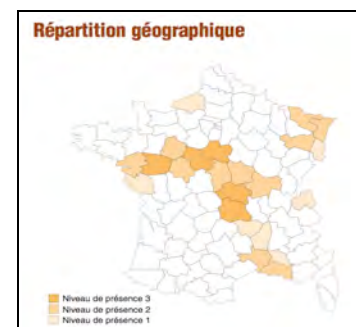 Répartition géographique
Niveau de présence 3
Niveau de présence 2
Niveau de présence 1